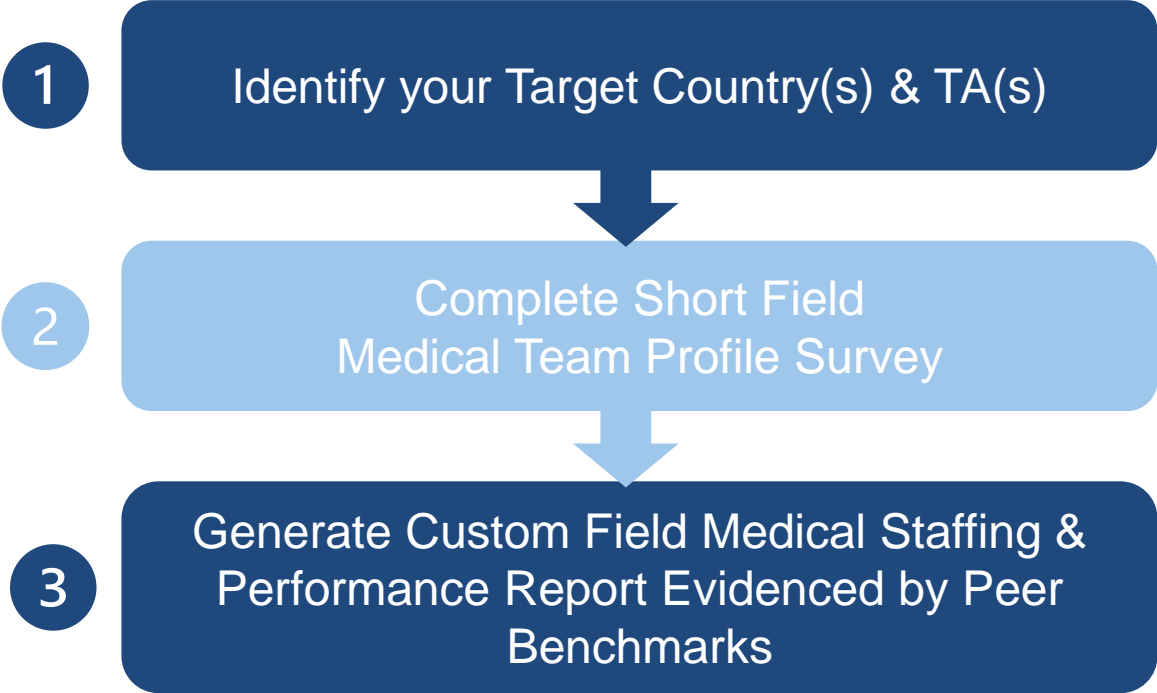 1
Identify your Target Country(s) & TA(s)
2
Complete Short Field
Medical Team Profile Survey
3
Generate Custom Field Medical Staffing &
Performance Report Evidenced by Peer
Benchmarks